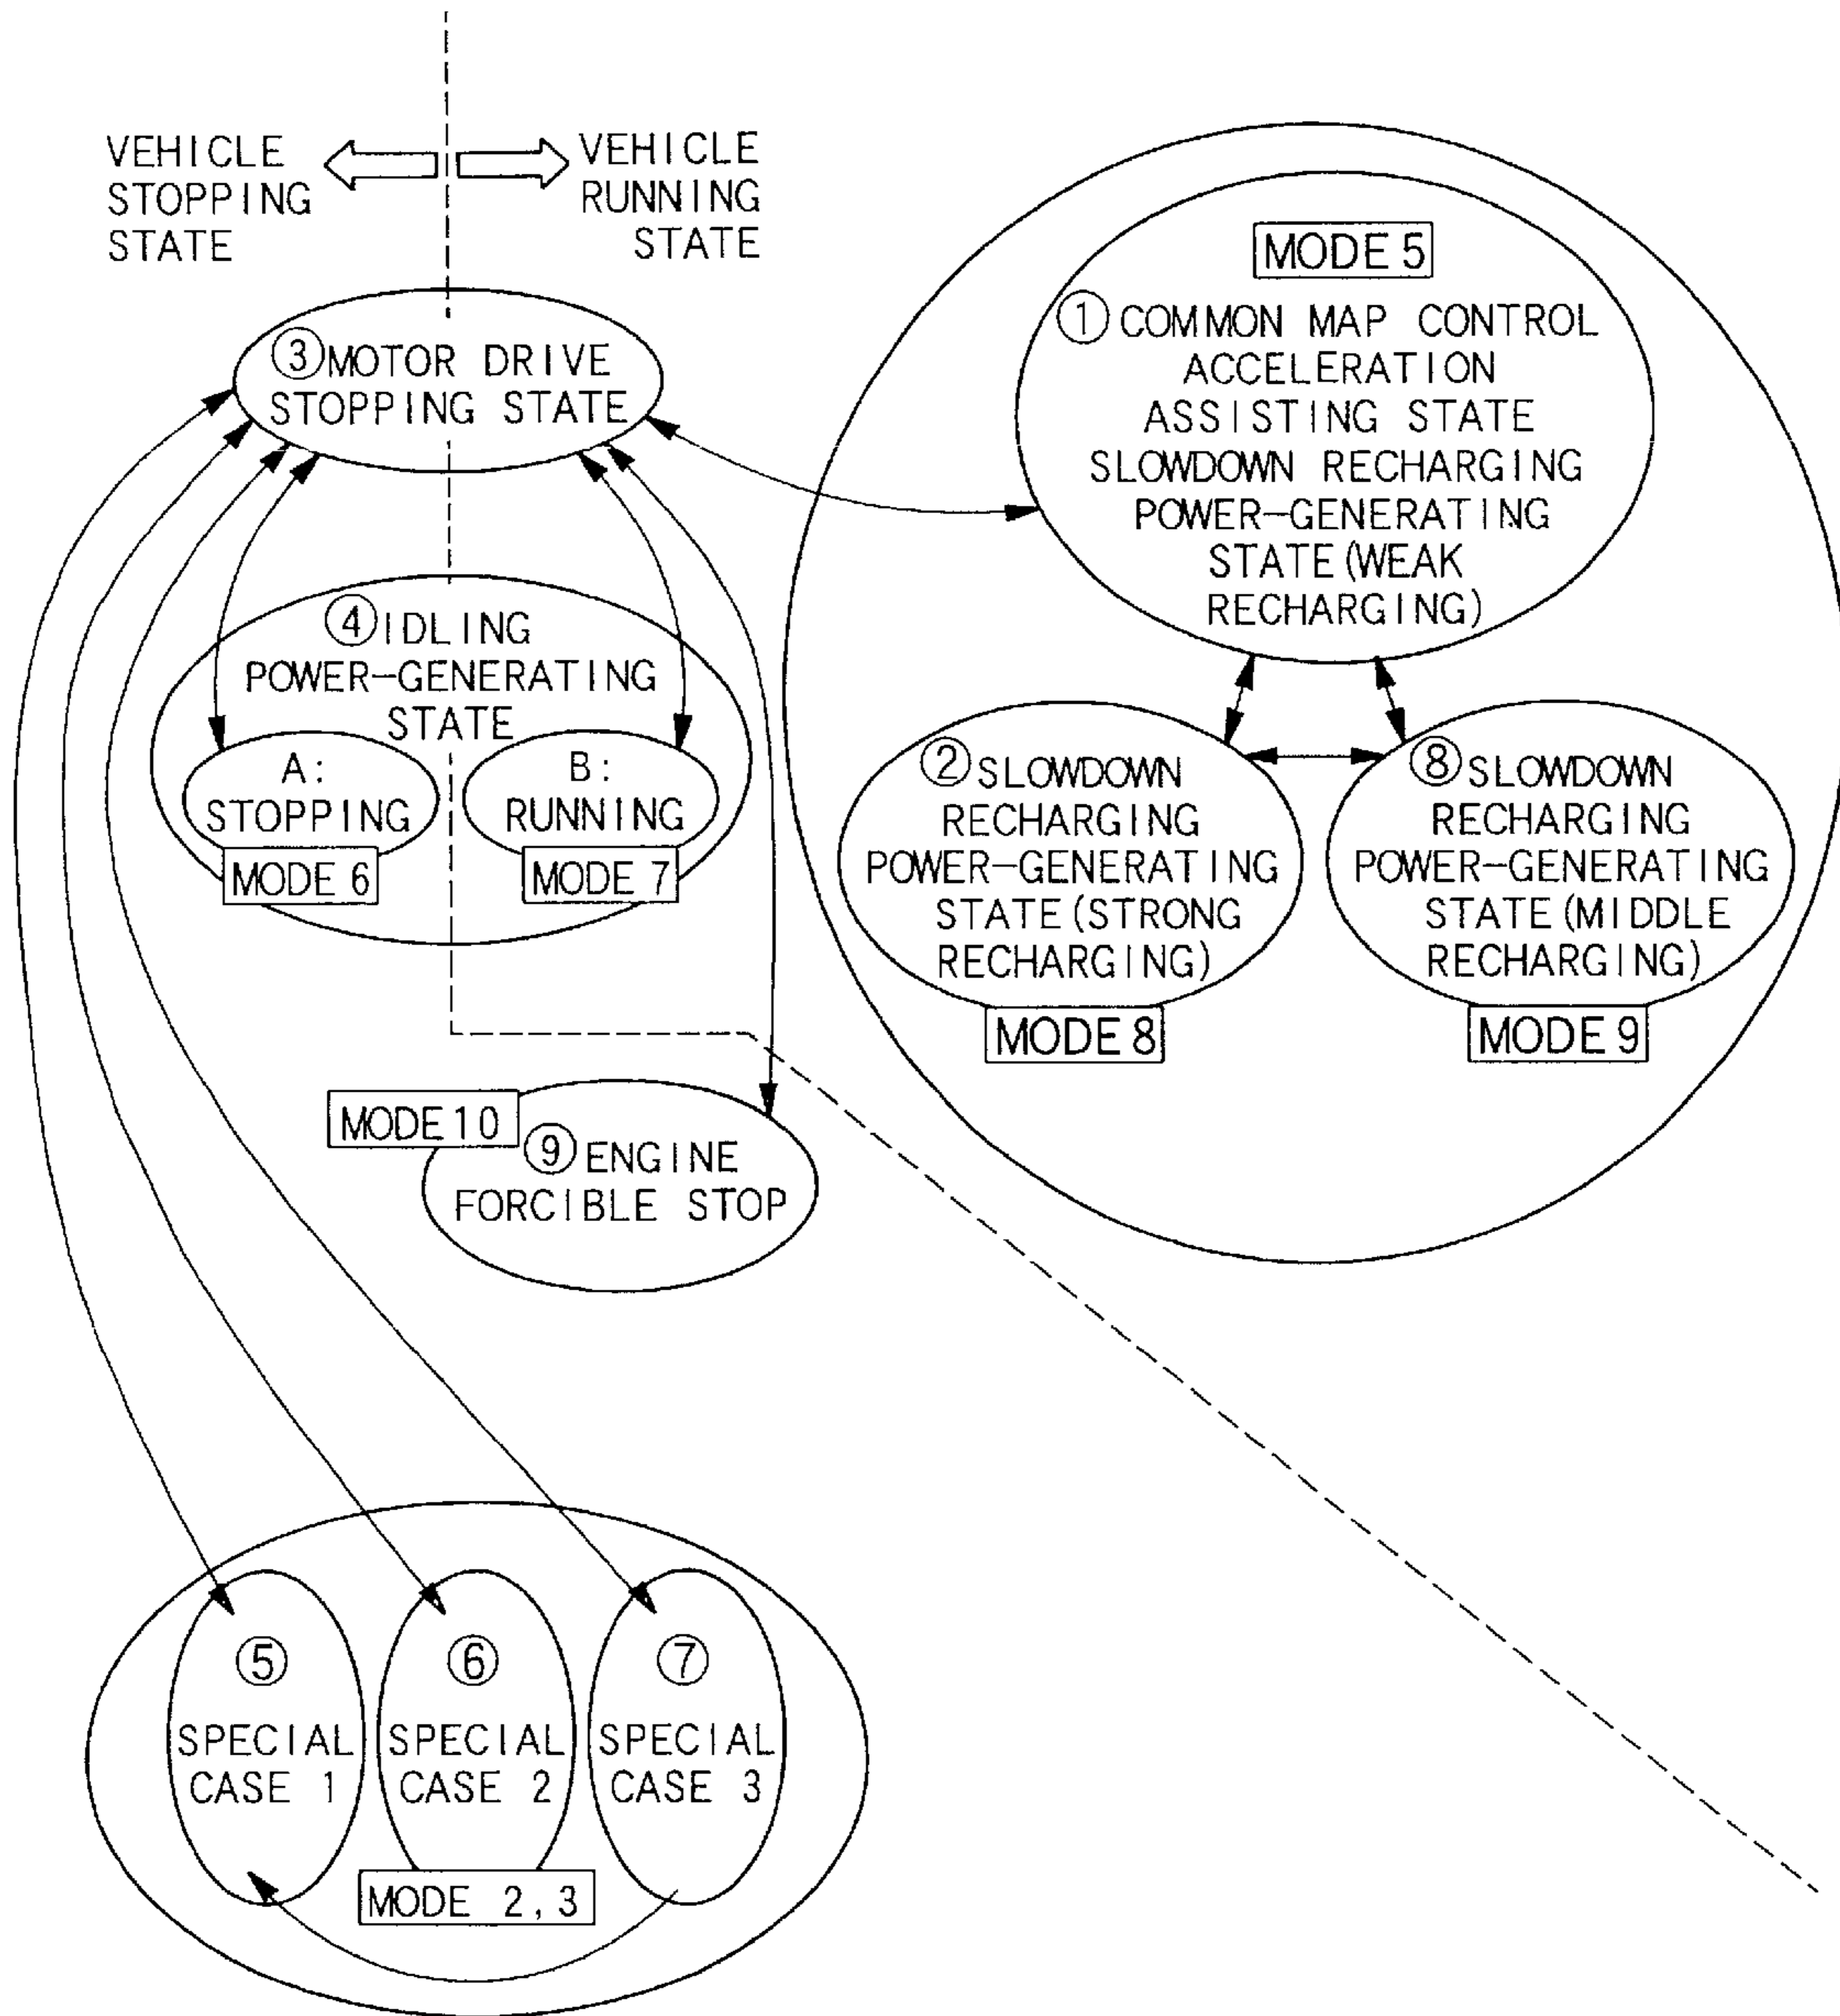 VEHICLE
STOPPING
STATE
VEHICLE
RUNNING
STATE
③MOTOR DRIVE
STOPPING STATE
MODE 5
①COMMON MAP CONTROL
ACCELERATION
ASSISTING STATE
SLOWDOWN RECHARGING
POWER-GENERATING
STATE(WEAK
RECHARGING)
④IDLING
POWER-GENERATING
STATE
A:
STOPPING
MODE 6
B:
RUNNING
MODE 7
②SLOWDOWN
RECHARGING
POWER-GENERATING
STATE(STRONG
RECHARGING)
MODE 8
⑧SLOWDOWN
RECHARGING
POWER-GENERATING
STATE(MIDDLE
RECHARGING)
MODE 9
MODE 10
⑨ENGINE
FORCIBLE STOP
⑤
SPECIAL
CASE 1
⑥
SPECIAL
CASE 2
⑦
SPECIAL
CASE 3
MODE 2,3